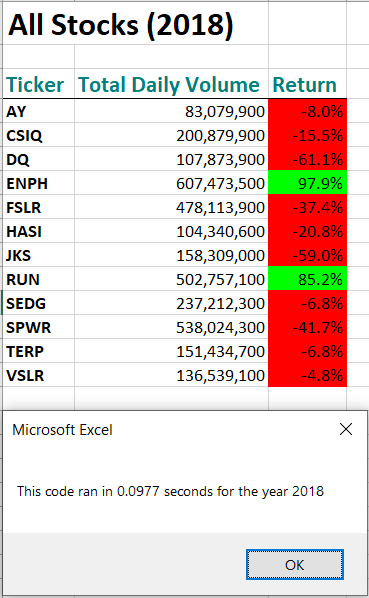 All Stocks (2018)
Ticker Total Daily Volume Return
AY 83,079,900 -8.0%
CSIQ 200,879,900 -15.5%
DQ 107,873,900 -61.1%
ENPH 607,473,500 97.9%
FSLR 478,113,900 -37.4%
HASI 104,340,600 -20.8%
JKS 158,309,000 -59.0%
RUN 502,757,100 85.2%
SEDG 237,212,300 -6.8%
SPWR 538,024,300 -41.7%
TERP 151,434,700 -6.8%
VSLR 136,539,100 -4.8%
Microsoft Excel
This code ran in 0.0977 seconds for the year 2018
OK